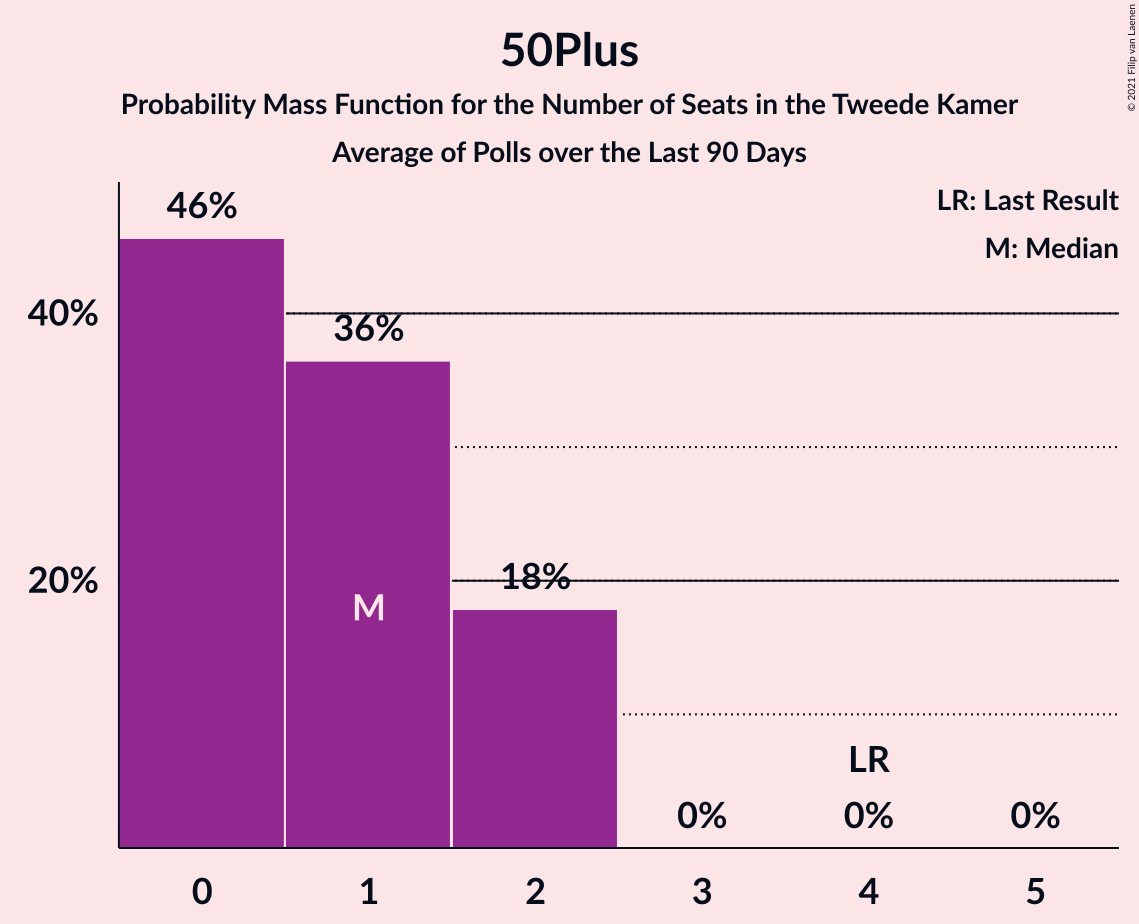 50Plus
Probability Mass Function for the Number of Seats in the Tweede Kamer
Average of Polls over the Last 90 Days
© 2021 Filip van Laenen
LR: Last Result
M: Median
46%
40%
36%
20%
18%
M
LR
0%
0%
0%
0
1
2
3
4
5